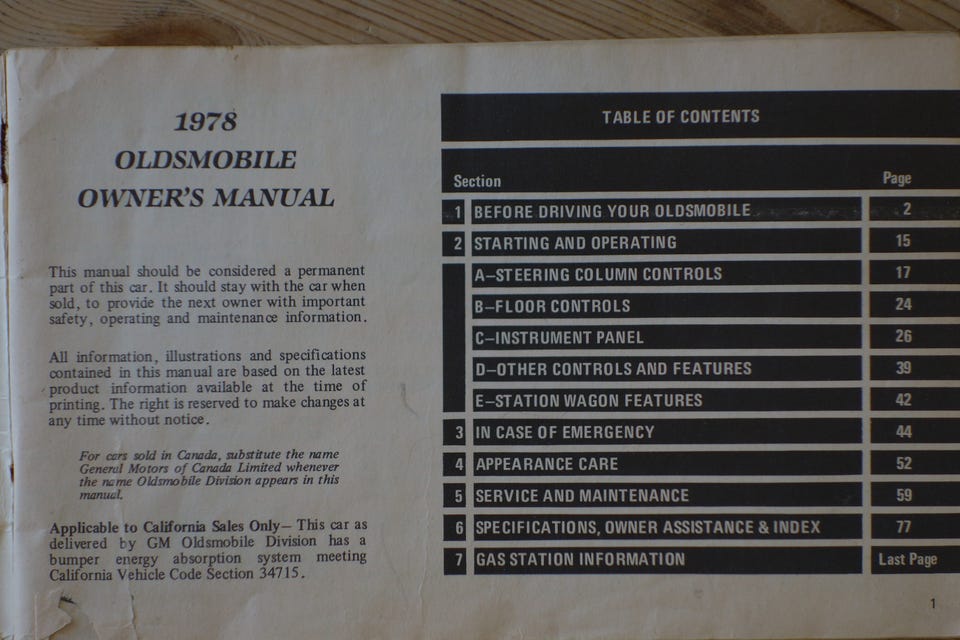 1978
OLDSMOBILE
OWNER'S MANUAL
This manual should be considered a permanent
part of this car. It should stay with the car when
sold, to provide the next owner with important
safety, operating and maintenance information.
All information, illustrations and specifications
contained in this manual are based on the latest
product information available at the time of
printing. The right is reserved to make changes at
any time without notice.
For cars sold in Canada, substitute the name
General Motors of Canada Limited whenever
the name Oldsmobile Division appears in this
manual.
Applicable to California Sales Only— This car as
delivered by GM Oldsmobile Division has a
bumper energy absorption system meeting
California Vehicle Code Section 34715.
TABLE OF CONTENTS
Section Page
1 BEFORE DRIVING YOUR OLDSMOBILE 2
2 STARTING AND OPERATING 15
A—STEERING COLUMN CONTROLS 17
B—FLOOR CONTROLS 24
C—INSTRUMENT PANEL 26
D—OTHER CONTROLS AND FEATURES 39
E—STATION WAGON FEATURES 42
3 IN CASE OF EMERGENCY 44
4 APPEARANCE CARE 52
5 SERVICE AND MAINTENANCE 59
6 SPECIFICATIONS, OWNER ASSISTANCE & INDEX 77
7 GAS STATION INFORMATION Last Page
1